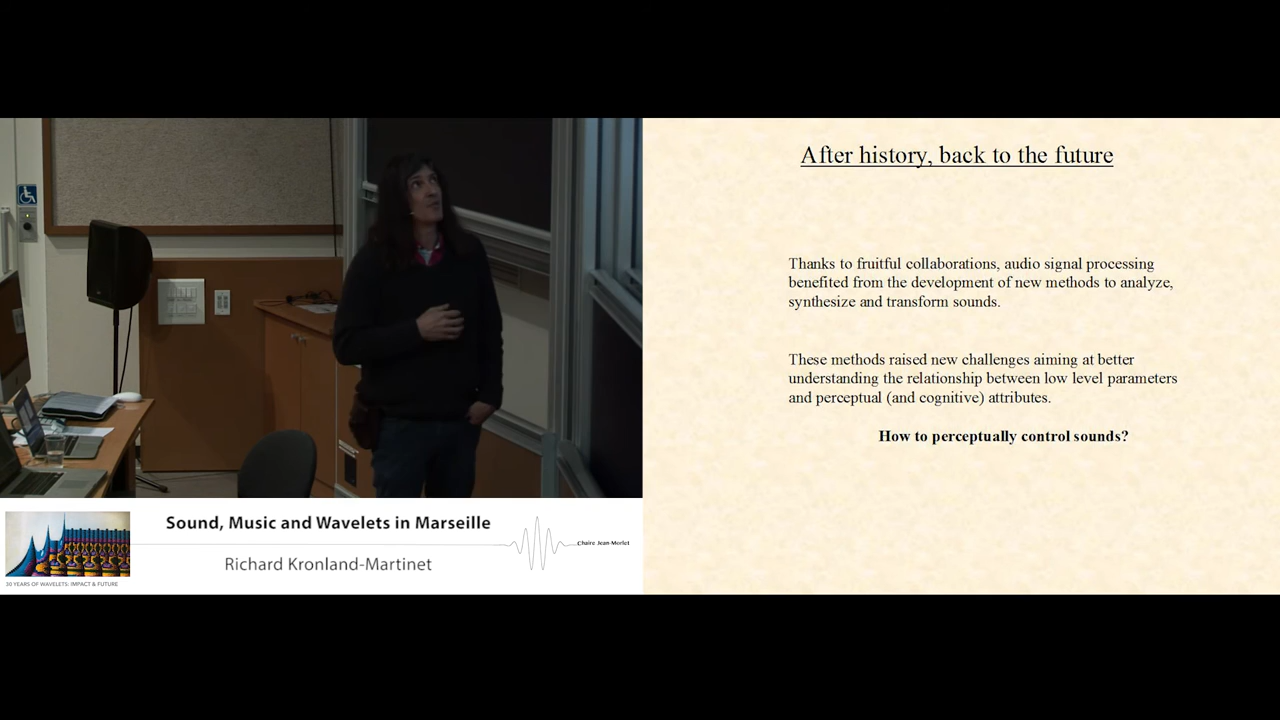 After history, back to the future
Thanks to fruitful collaborations, audio signal processing
benefited from the development of new methods to analyze,
synthesize and transform sounds.
These methods raised new challenges aiming at better
understanding the relationship between low level parameters
and perceptual (and cognitive) attributes.
How to perceptually control sounds?
Sound, Music and Wavelets in Marseille
Richard Kronland-Martinet
Chaire Jean-Morlet
30 YEARS OF WAVELETS: IMPACT & FUTURE